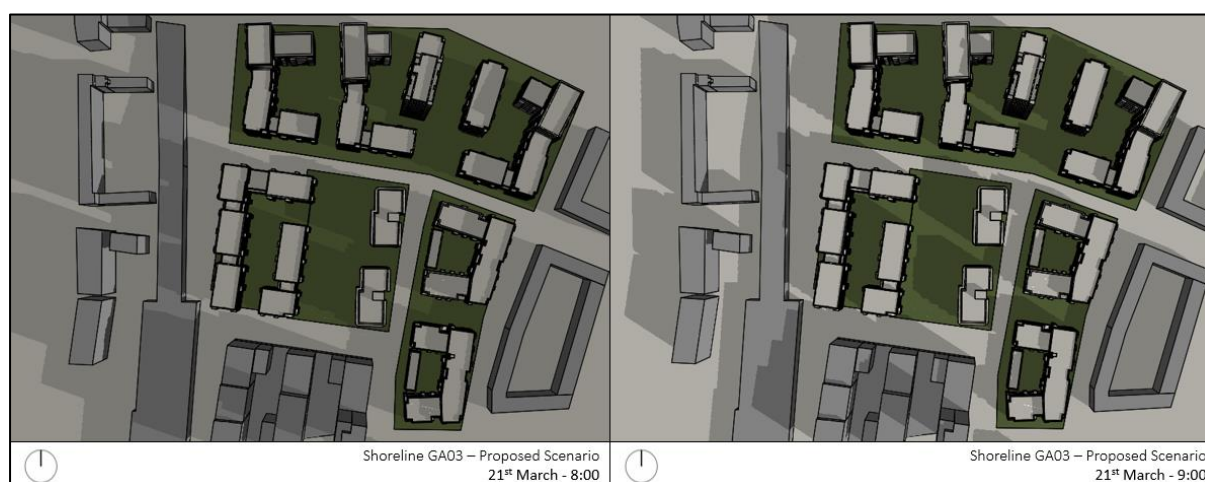 Shoreline GA03 – Proposed Scenario
21st March - 8:00
Shoreline GA03 – Proposed Scenario
21st March - 9:00